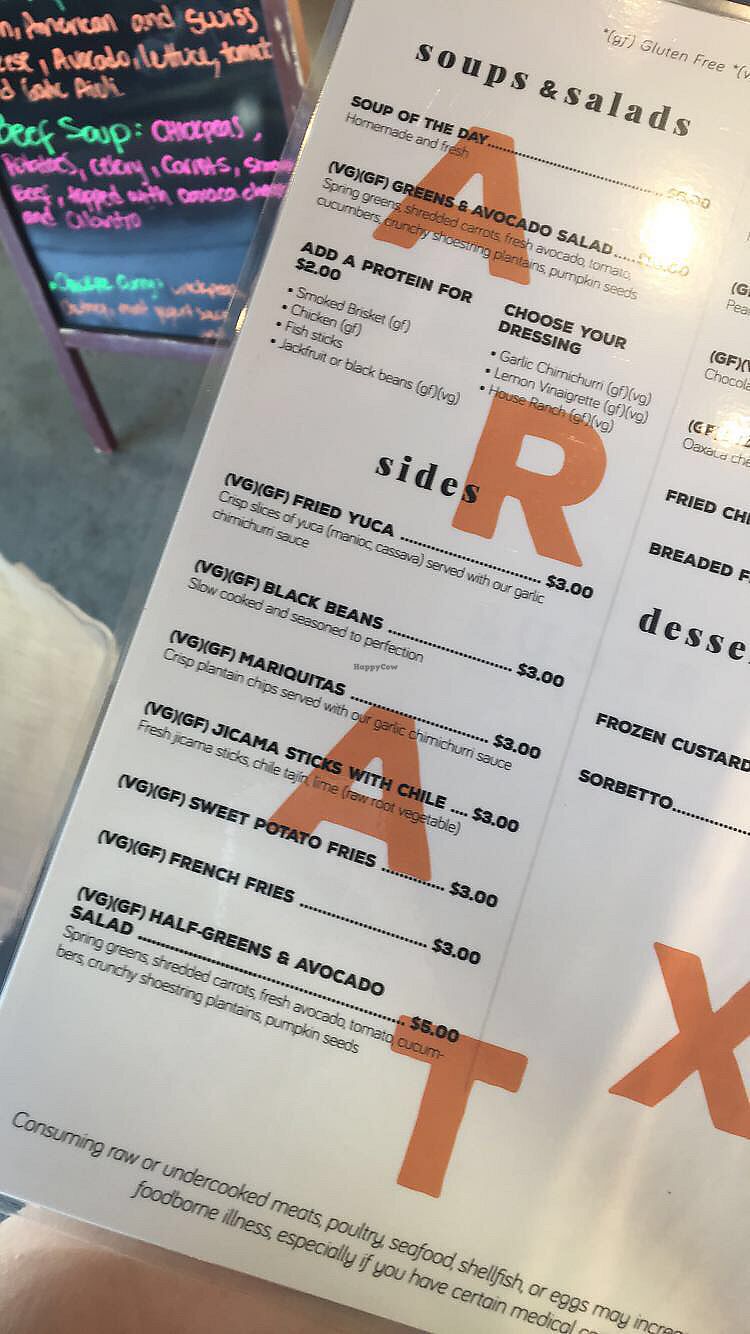 American and Swiss
Avocado, lettuce,
Beef Soup: Chickpeas,
Potatoes, Celery, Carrots,
Beef, topped with oaxaca
and Cilantro
*(gf) Gluten Free
soups & salads
SOUP OF THE DAY
Homemade and fresh
(VG)(GF) GREENS & AVOCADO SALAD
Spring greens, shredded carrots, fresh avocado, tomato,
cucumbers, crunchy shoestring plantains, pumpkin seeds
ADD A PROTEIN FOR
$2.00
• Smoked Brisket (gf)
• Chicken (gf)
• Fish sticks
• Jackfruit or black beans (gf)(vg)
CHOOSE YOUR
DRESSING
• Garlic Chimichurri (gf)(vg)
• Lemon Vinaigrette (gf)(vg)
• House Ranch (gf)(vg)
sides
(VG)(GF) FRIED YUCA ........ $3.00
Crisp slices of yuca (manioc, cassava) served with our garlic
chimichurri sauce
(VG)(GF) BLACK BEANS ........ $3.00
Slow cooked and seasoned to perfection
(VG)(GF) MARIQUITAS ........ $3.00
Crisp plantain chips served with our garlic chimichurri sauce
(VG)(GF) JICAMA STICKS WITH CHILE .... $3.00
Fresh jicama sticks, chile tajin, lime (raw root vegetable)
(VG)(GF) SWEET POTATO FRIES ........ $3.00
(VG)(GF) FRENCH FRIES ........ $3.00
(VG)(GF) HALF-GREENS & AVOCADO
SALAD ........ $5.00
Spring greens, shredded carrots, fresh avocado, tomato, cucum-
bers, crunchy shoestring plantains, pumpkin seeds
Consuming raw or undercooked meats, poultry, seafood, shellfish, or eggs may
foodborne illness, especially if you have certain medical
FRIED
BREADED
FROZEN CUSTARD
SORBETTO
A
R
A
T
X
HappyCow